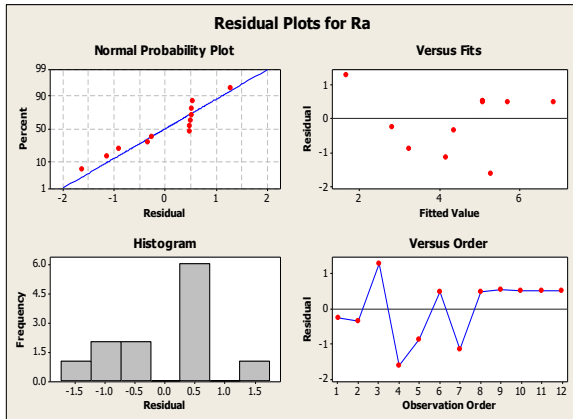 Residual Plots for Ra
Normal Probability Plot
99
90
50
10
1
Percent
-2 -1 0 1 2
Residual
Versus Fits
1
0
-1
-2
Residual
2 4 6
Fitted Value
Histogram
6.0
4.5
3.0
1.5
0.0
Frequency
-1.5 -1.0 -0.5 0.0 0.5 1.0 1.5
Residual
Versus Order
1
0
-1
-2
Residual
1 2 3 4 5 6 7 8 9 10 11 12
Observation Order